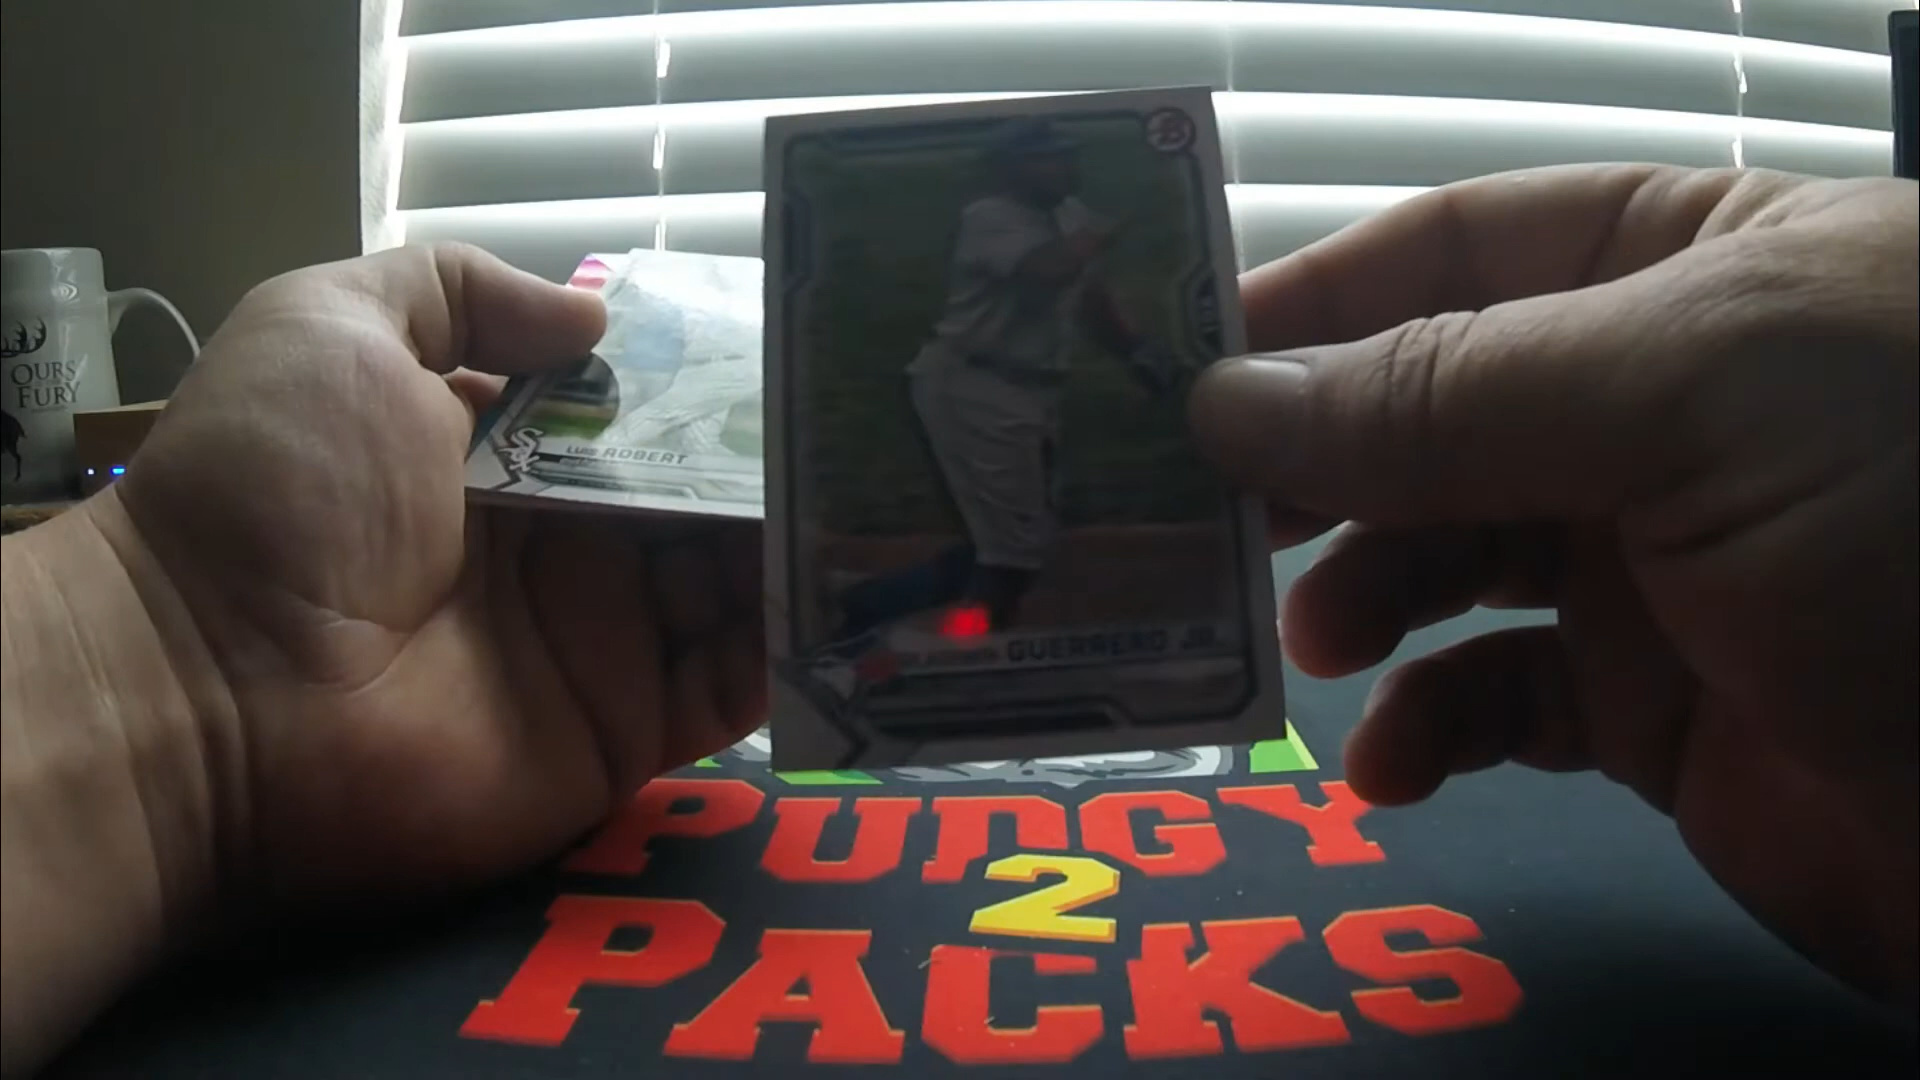 OURS
FURY
LUIS ROBERT
GUERRERO JR.
PUDGY
2
PACKS